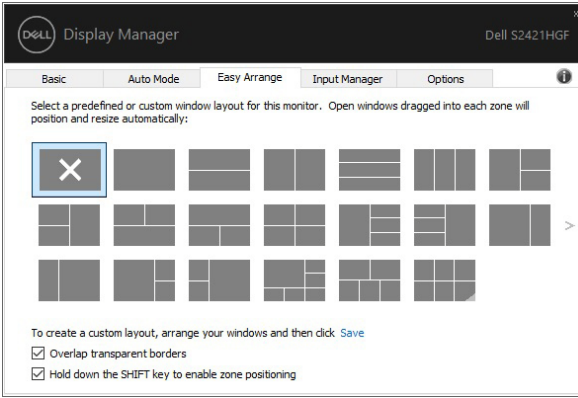 DELL Display Manager
Dell S2421HGF
Basic Auto Mode Easy Arrange Input Manager Options
Select a predefined or custom window layout for this monitor. Open windows dragged into each zone will
position and resize automatically:
To create a custom layout, arrange your windows and then click Save
Overlap transparent borders
Hold down the SHIFT key to enable zone positioning